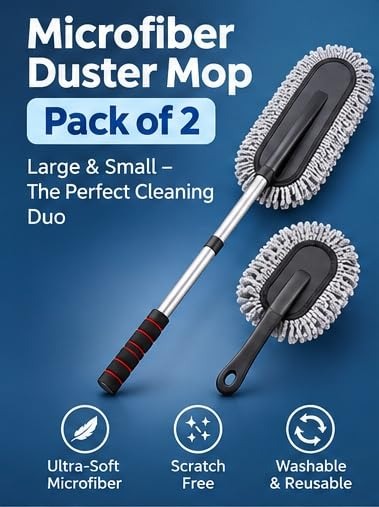 Microfiber
Duster Mop
Pack of 2
Large & Small –
The Perfect Cleaning
Duo
Ultra-Soft
Microfiber
Scratch
Free
Washable
& Reusable